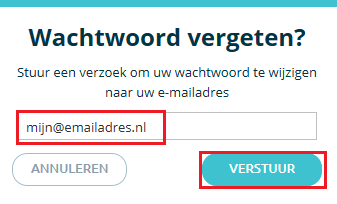 Wachtwoord vergeten?
Stuur een verzoek om uw wachtwoord te wijzigen
naar uw e-mailadres
mijn@emailadres.nl
ANNULEREN
VERSTUUR